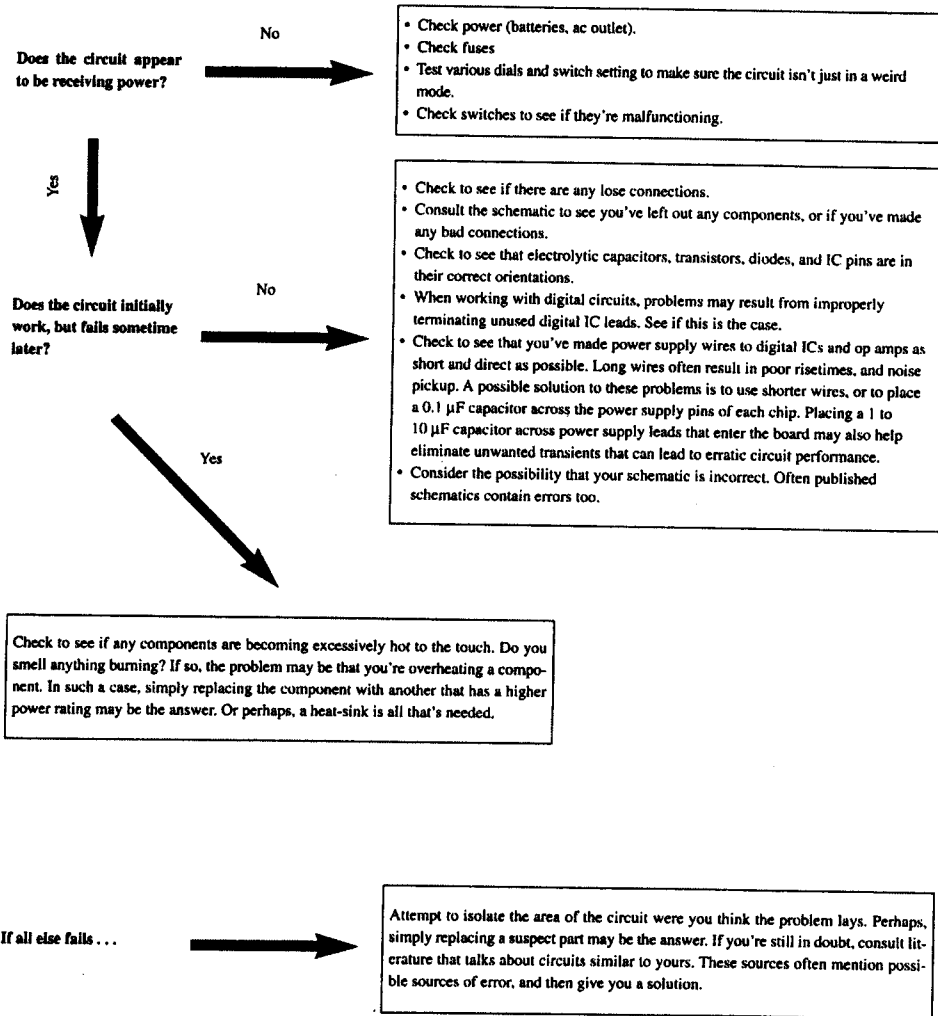 No
Does the circuit appear
to be receiving power?
• Check power (batteries, ac outlet).
• Check fuses
• Test various dials and switch setting to make sure the circuit isn't just in a weird
mode.
• Check switches to see if they're malfunctioning.
Yes
Does the circuit initially
work, but fails sometime
later?
No
• Check to see if there are any lose connections.
• Consult the schematic to see you've left out any components, or if you've made
any bad connections.
• Check to see that electrolytic capacitors, transistors, diodes, and IC pins are in
their correct orientations.
• When working with digital circuits, problems may result from improperly
terminating unused digital IC leads. See if this is the case.
• Check to see that you've made power supply wires to digital ICs and op amps as
short and direct as possible. Long wires often result in poor risetimes, and noise
pickup. A possible solution to these problems is to use shorter wires, or to place
a 0.1 µF capacitor across the power supply pins of each chip. Placing a 1 to
10 µF capacitor across power supply leads that enter the board may also help
eliminate unwanted transients that can lead to erratic circuit performance.
• Consider the possibility that your schematic is incorrect. Often published
schematics contain errors too.
Yes
Check to see if any components are becoming excessively hot to the touch. Do you
smell anything burning? If so, the problem may be that you're overheating a compo-
nent. In such a case, simply replacing the component with another that has a higher
power rating may be the answer. Or perhaps, a heat-sink is all that's needed.
If all else fails . . .
Attempt to isolate the area of the circuit were you think the problem lays. Perhaps,
simply replacing a suspect part may be the answer. If you're still in doubt, consult lit-
erature that talks about circuits similar to yours. These sources often mention possi-
ble sources of error, and then give you a solution.